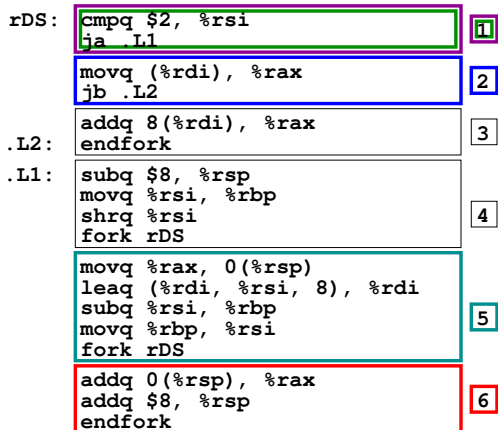 rDS: cmpq $2, %rsi 1
ja .L1
movq (%rdi), %rax 2
jb .L2
addq 8(%rdi), %rax 3
.L2: endfork
.L1: subq $8, %rsp
movq %rsi, %rbp
shrq %rsi 4
fork rDS
movq %rax, 0(%rsp)
leaq (%rdi, %rsi, 8), %rdi
subq %rsi, %rbp 5
movq %rbp, %rsi
fork rDS
addq 0(%rsp), %rax
addq $8, %rsp 6
endfork